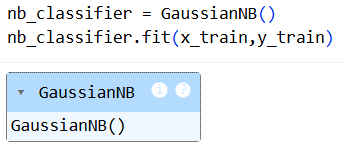 nb_classifier = GaussianNB()
nb_classifier.fit(x_train,y_train)
▾ GaussianNB i ?
GaussianNB()